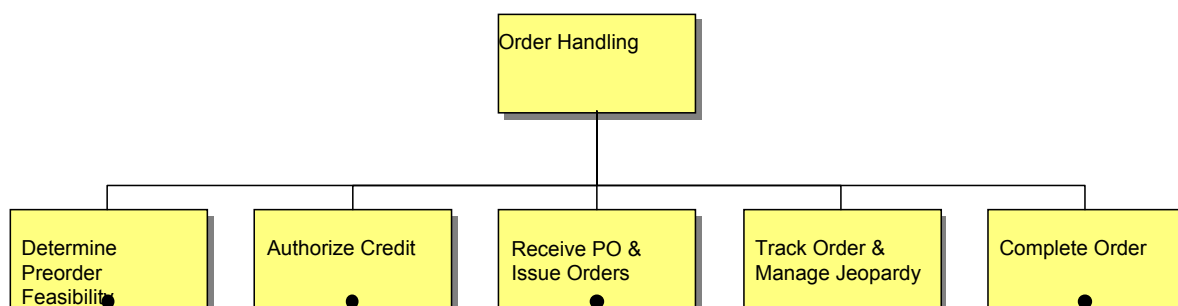 Order Handling
Determine
Preorder
Feasibility
Authorize Credit
Receive PO &
Issue Orders
Track Order &
Manage Jeopardy
Complete Order